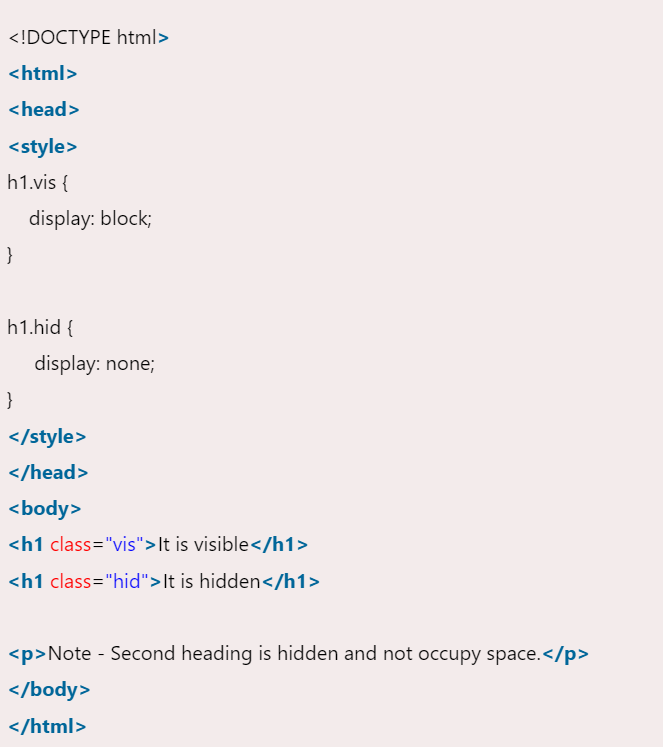 <!DOCTYPE html>
<html>
<head>
<style>
h1.vis {
    display: block;
}

h1.hid {
     display: none;
}
</style>
</head>
<body>
<h1 class="vis">It is visible</h1>
<h1 class="hid">It is hidden</h1>

<p>Note - Second heading is hidden and not occupy space.</p>
</body>
</html>